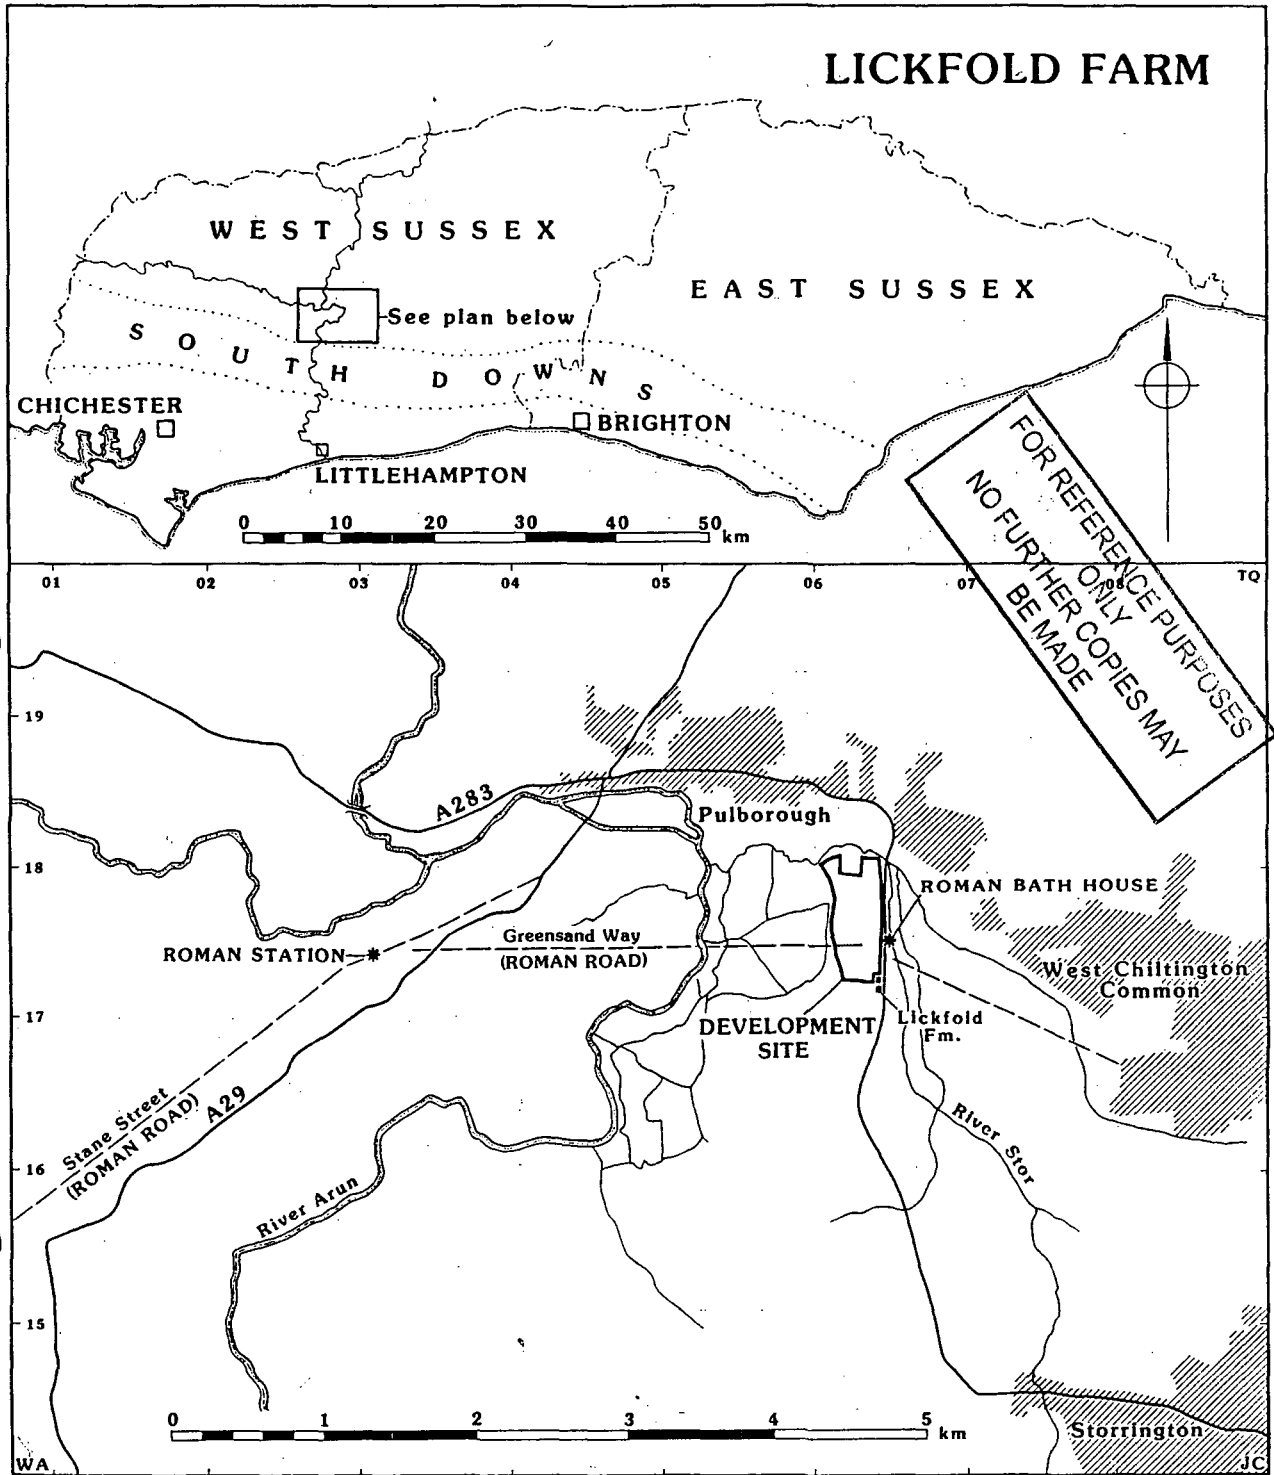 LICKFOLD FARM
WEST SUSSEX
EAST SUSSEX
See plan below
SOUTH DOWNS
CHICHESTER
BRIGHTON
LITTLEHAMPTON
0 10 20 30 40 50 km
FOR REFERENCE PURPOSES
ONLY
NO FURTHER COPIES MAY
BE MADE
01 02 03 04 05 06 07 08 TQ
19
A283
Pulborough
18
ROMAN BATH HOUSE
Greensand Way
(ROMAN ROAD)
ROMAN STATION
West Chiltington
Common
17
DEVELOPMENT
SITE
Lickfold
Fm.
Stane Street
(ROMAN ROAD)
A29
River Stor
16
River Arun
15
0 1 2 3 4 5 km
Storrington
WA
JC